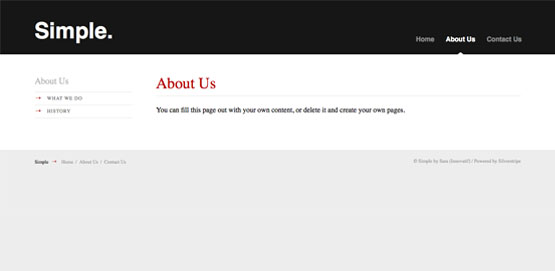 Simple.
Home About Us Contact Us
About Us
WHAT WE DO
HISTORY
About Us
You can fill this page out with your own content, or delete it and create your own pages.
Simple → Home / About Us / Contact Us
© Simple by Sara (Innovatif) / Powered by Silverstripe